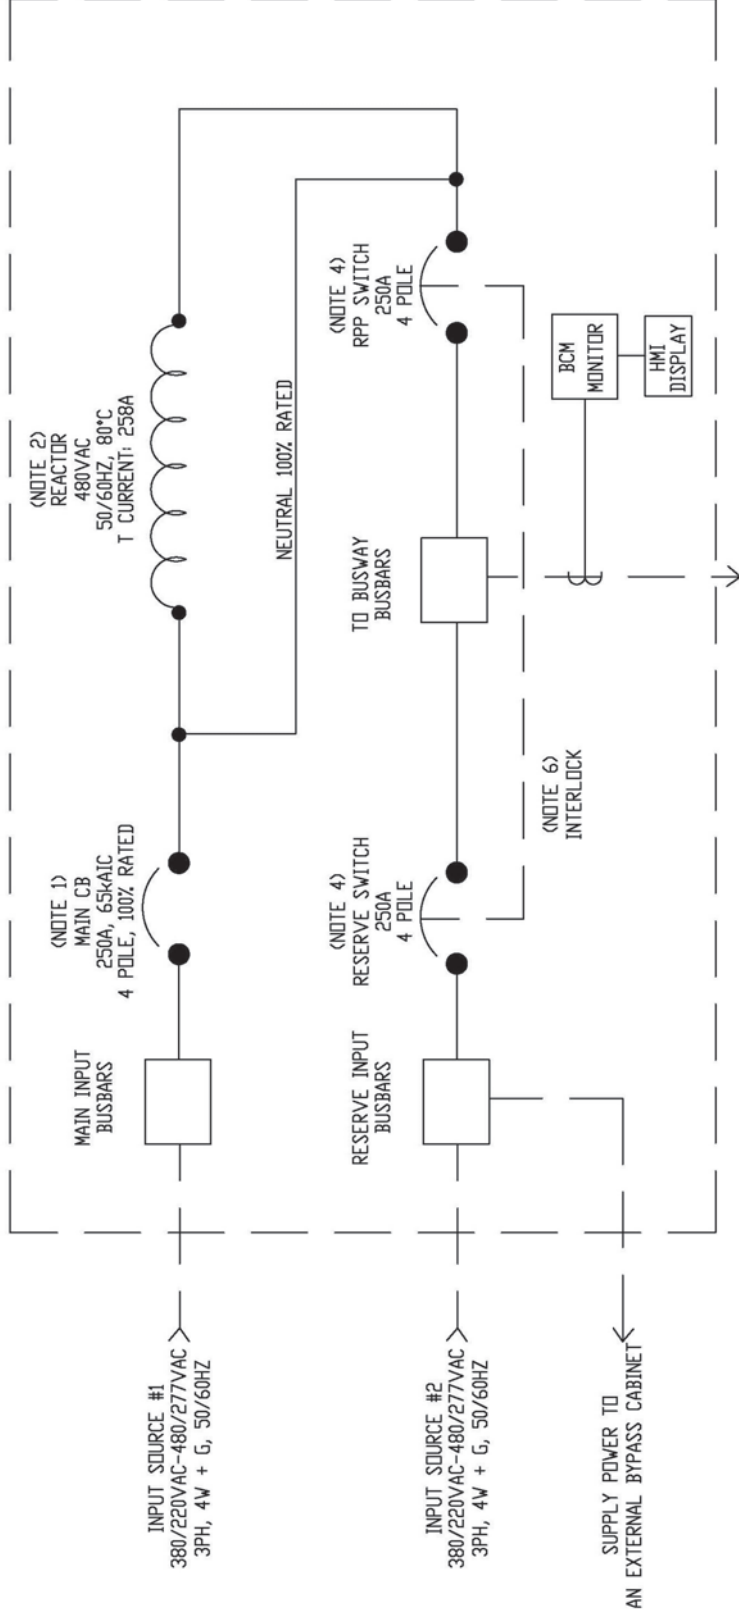 INPUT SOURCE #1
380/220VAC-480/277VAC
3PH, 4W + G, 50/60HZ
MAIN INPUT
BUSBARS
(NOTE 1)
MAIN CB
250A, 65kAIC
4 POLE, 100% RATED
(NOTE 2)
REACTOR
480VAC
50/60HZ, 80°C
T CURRENT: 258A
NEUTRAL 100% RATED
INPUT SOURCE #2
380/220VAC-480/277VAC
3PH, 4W + G, 50/60HZ
RESERVE INPUT
BUSBARS
(NOTE 4)
RESERVE SWITCH
250A
4 POLE
TO BUSWAY
BUSBARS
(NOTE 4)
RPP SWITCH
250A
4 POLE
(NOTE 6)
INTERLOCK
BCM
MONITOR
HMI
DISPLAY
SUPPLY POWER TO
AN EXTERNAL BYPASS CABINET